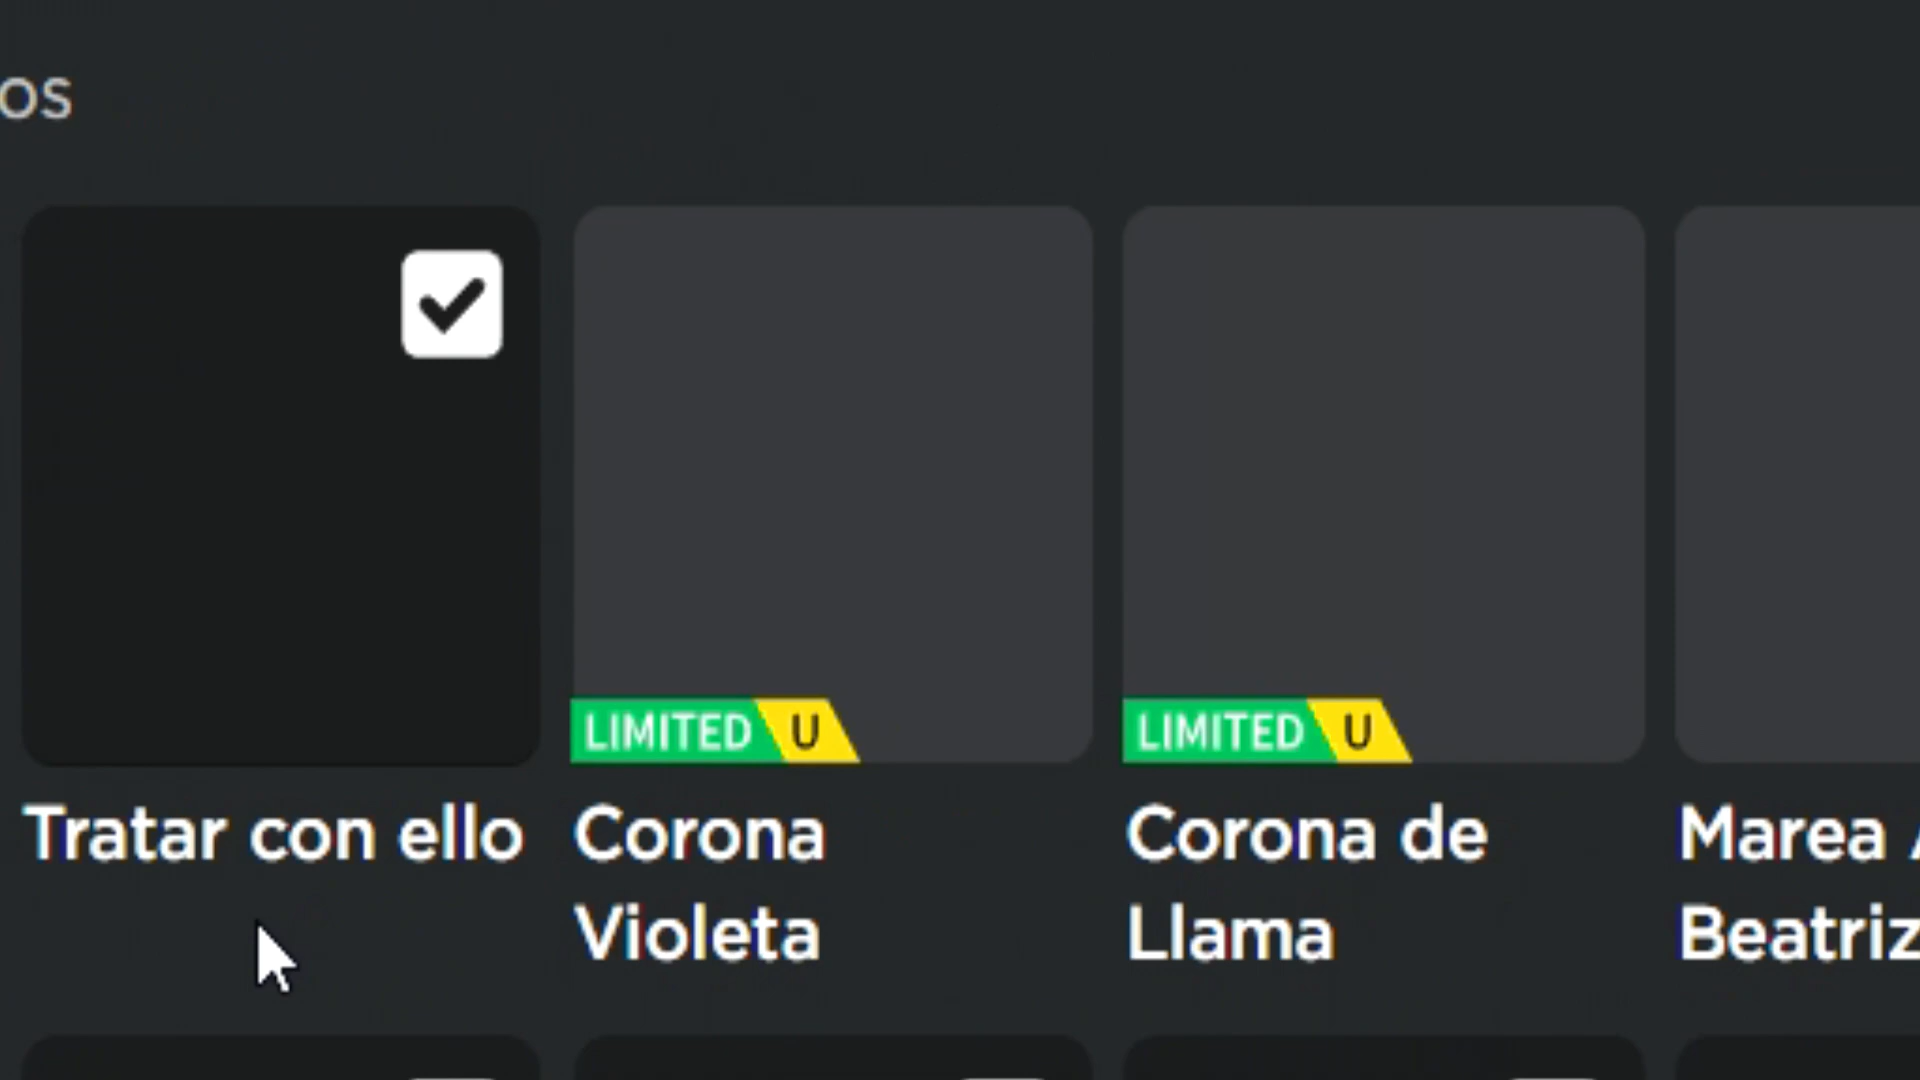 os
LIMITED U
LIMITED U
Tratar con ello
Corona
Violeta
Corona de
Llama
Marea
Beatriz